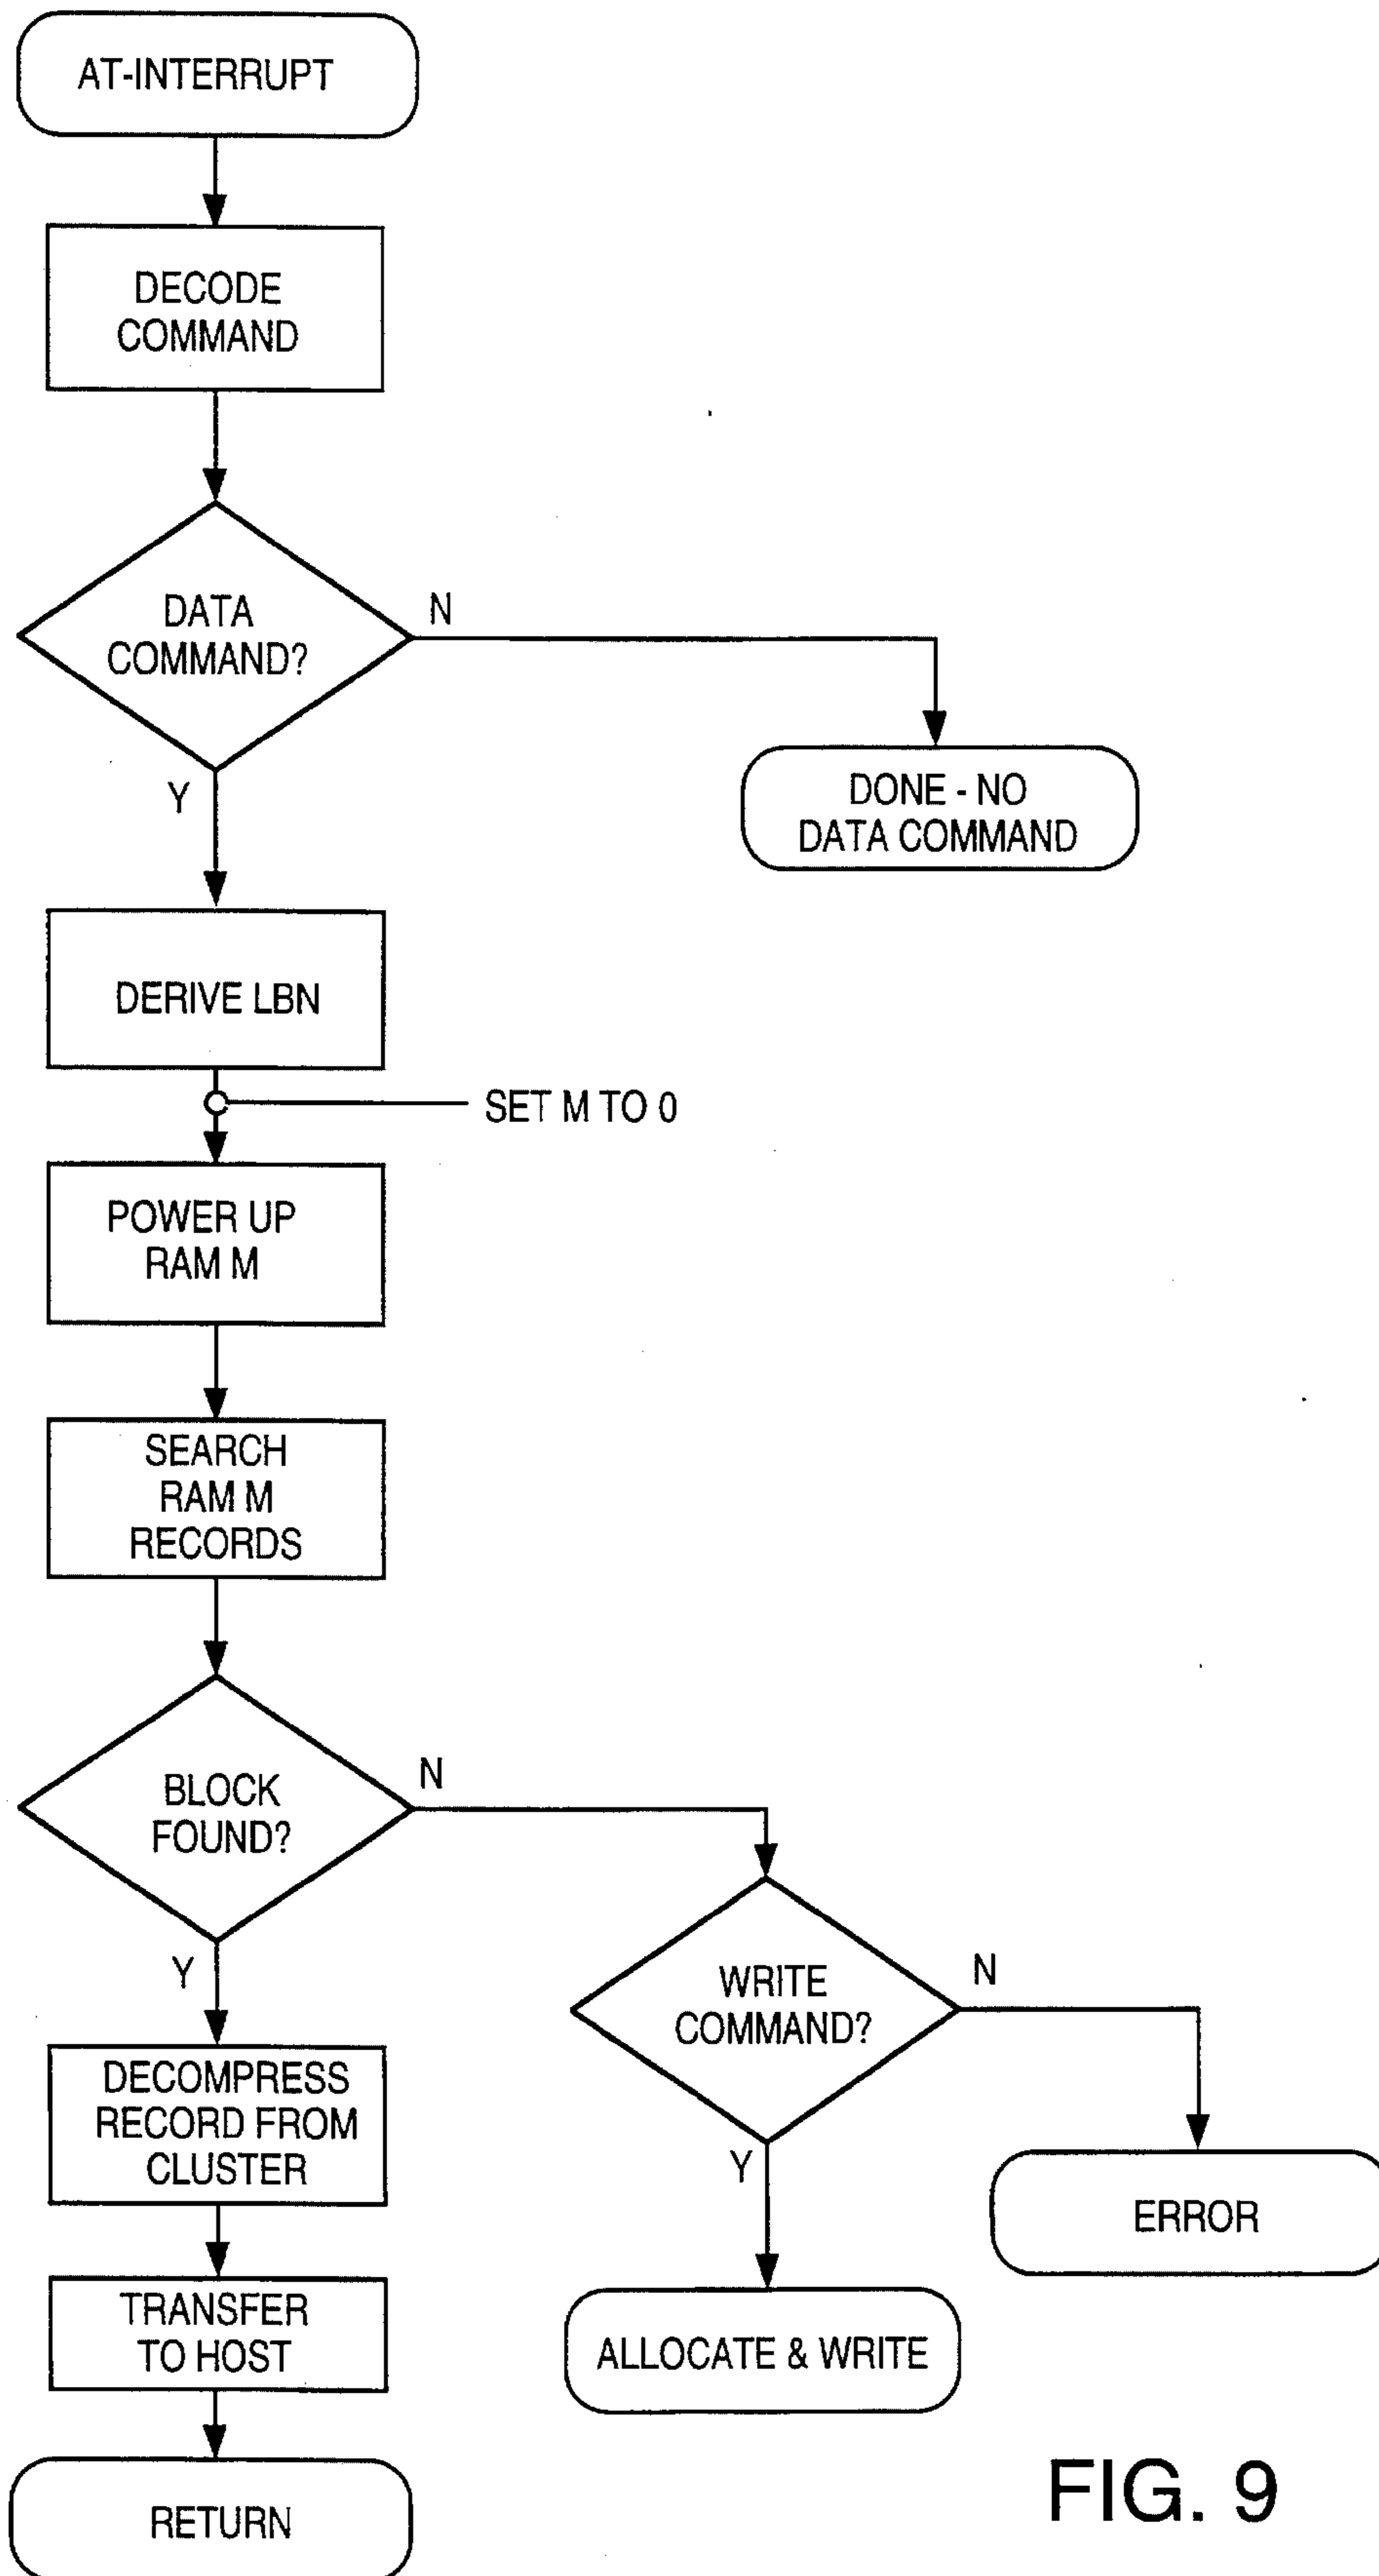 AT-INTERRUPT
DECODE
COMMAND
DATA
COMMAND?
N
Y
DONE - NO
DATA COMMAND
DERIVE LBN
SET M TO 0
POWER UP
RAM M
SEARCH
RAM M
RECORDS
BLOCK
FOUND?
N
Y
WRITE
COMMAND?
N
Y
DECOMPRESS
RECORD FROM
CLUSTER
ERROR
TRANSFER
TO HOST
ALLOCATE & WRITE
RETURN
FIG. 9